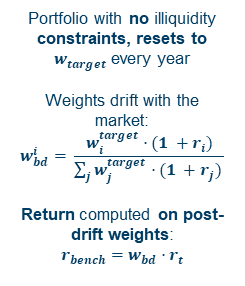 Portfolio with no illiquidity
constraints, resets to
w_target every year
Weights drift with the
market:
w_bd^i = w_i^target · (1 + r_i) / Σ_j w_j^target · (1 + r_j)
Return computed on post-
drift weights:
r_bench = w_bd · r_t